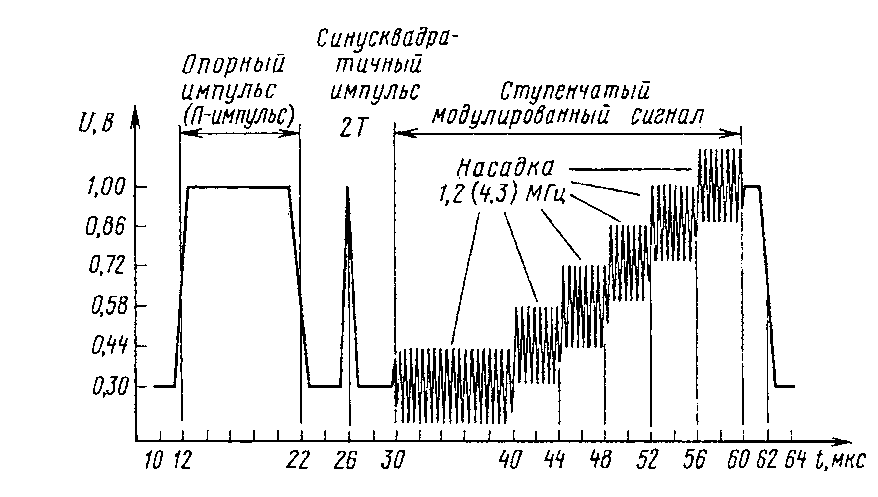 Опорный
импульс
(П-импульс)
Синусквадра-
тичный
импульс
2Т
Ступенчатый
модулированный сигнал
U,В
Насадка
1,2 (4.3) МГц
1,00
0,86
0,72
0,58
0,44
0,30
10 12 22 26 30 40 44 48 52 56 60 62 64 t,мкс